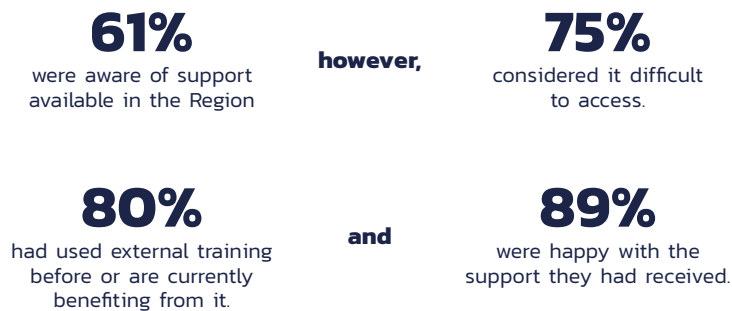 61%
were aware of support
available in the Region
however,
75%
considered it difficult
to access.
80%
had used external training
before or are currently
benefiting from it.
and
89%
were happy with the
support they had received.